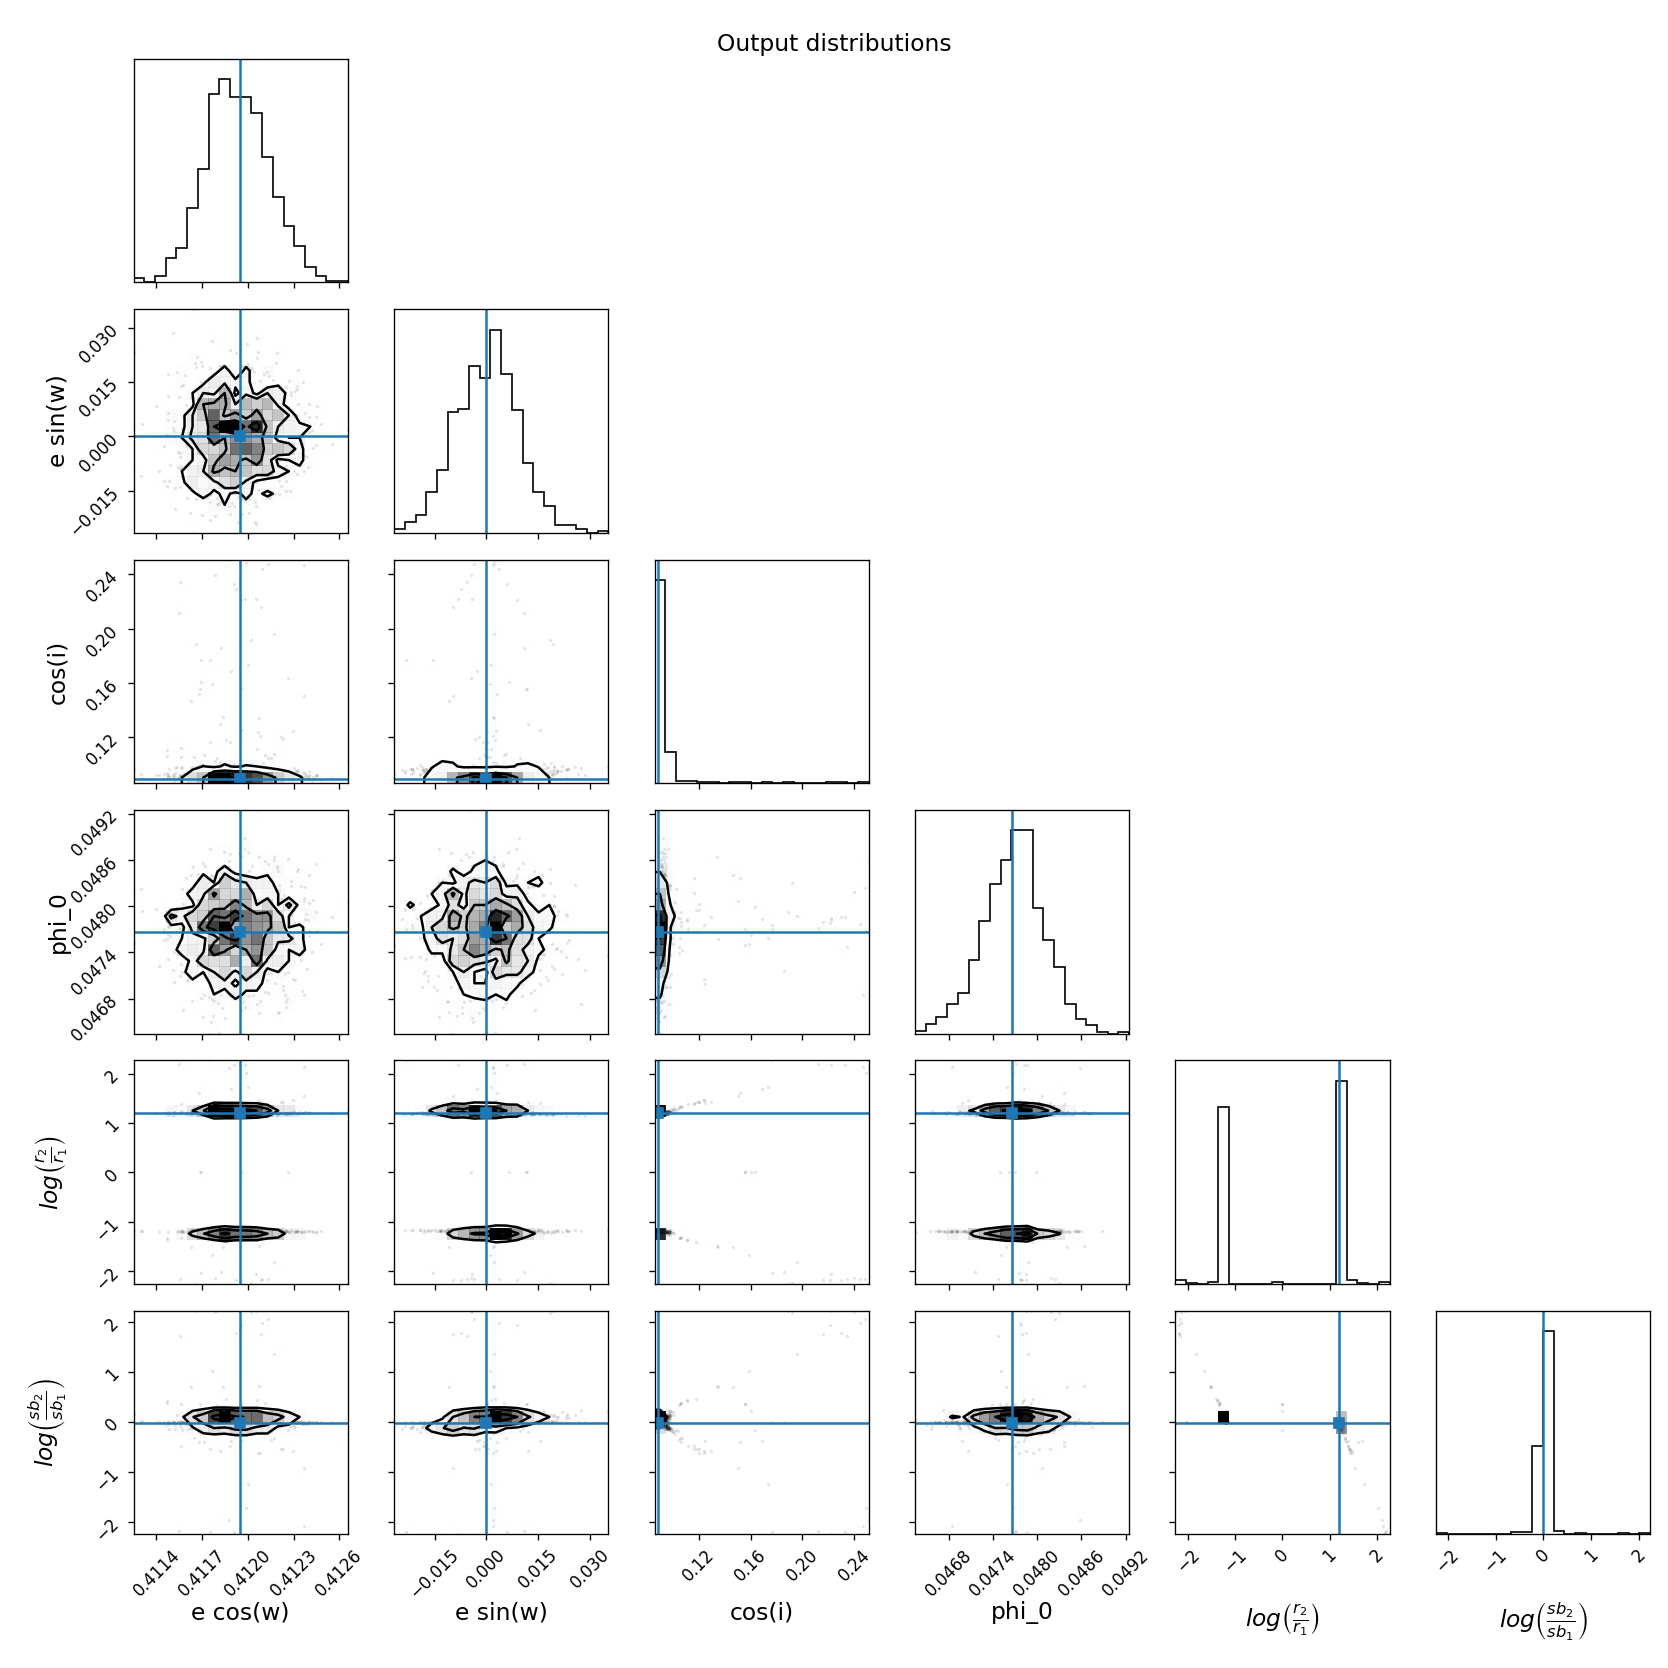 Output distributions
e sin(w)
0.030
0.015
0.000
−0.015
cos(i)
0.24
0.20
0.16
0.12
phi_0
0.0492
0.0486
0.0480
0.0474
0.0468
log(r2/r1)
2
1
0
−1
−2
log(sb2/sb1)
2
1
0
−1
−2
0.4114 0.4117 0.4120 0.4123 0.4126 −0.015 0.000 0.015 0.030 0.12 0.16 0.20 0.24 0.0468 0.0474 0.0480 0.0486 0.0492 −2 −1 0 1 2 −2 −1 0 1 2
e cos(w) e sin(w) cos(i) phi_0 log(r2/r1) log(sb2/sb1)